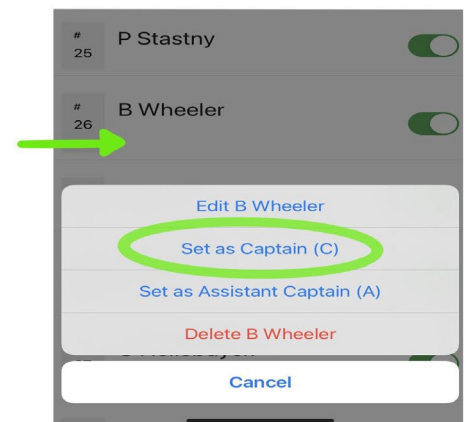 #
25
P Stastny
#
26
B Wheeler
Edit B Wheeler
Set as Captain (C)
Set as Assistant Captain (A)
Delete B Wheeler
Cancel